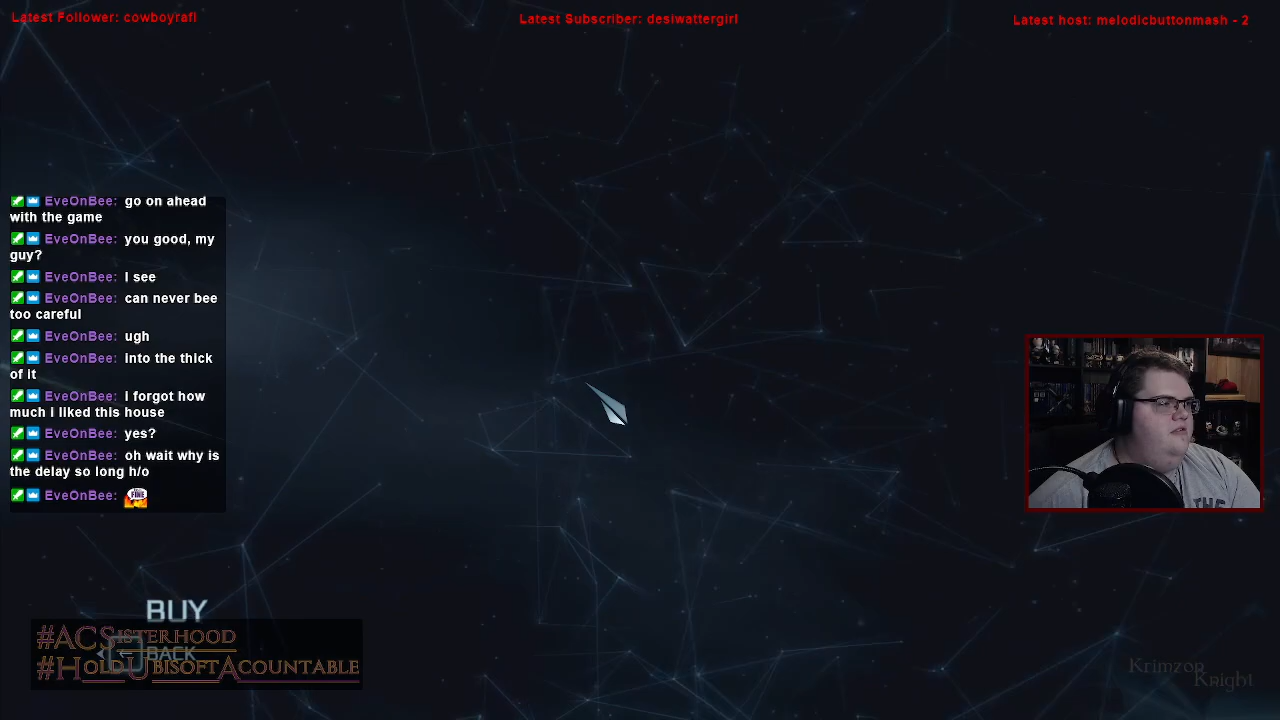 Latest Follower: cowboyrafi
Latest Subscriber: desiwattergirl
Latest host: melodicbuttonmash - 2
EveOnBee: go on ahead
with the game
EveOnBee: you good, my
guy?
EveOnBee: I see
EveOnBee: can never bee
too careful
EveOnBee: ugh
EveOnBee: into the thick
of it
EveOnBee: I forgot how
much I liked this house
EveOnBee: yes?
EveOnBee: oh wait why is
the delay so long h/o
EveOnBee: FINE
THE
BUY
BACK
#ACSisterhood
#HoldUbisoftAcountable
Krimzon
Knight